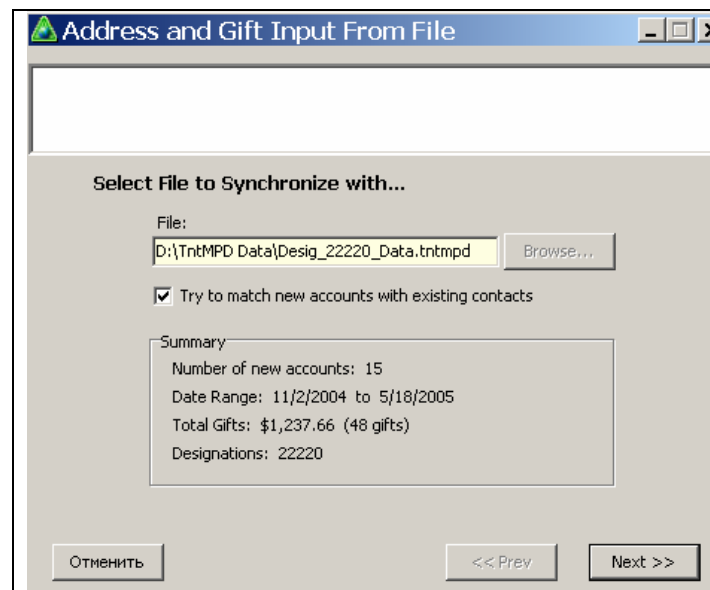 Address and Gift Input From File
Select File to Synchronize with...
File:
D:\TntMPD Data\Desig_22220_Data.tntmpd
Browse...
Try to match new accounts with existing contacts
Summary
Number of new accounts: 15
Date Range: 11/2/2004 to 5/18/2005
Total Gifts: $1,237.66 (48 gifts)
Designations: 22220
Отменить
<< Prev
Next >>